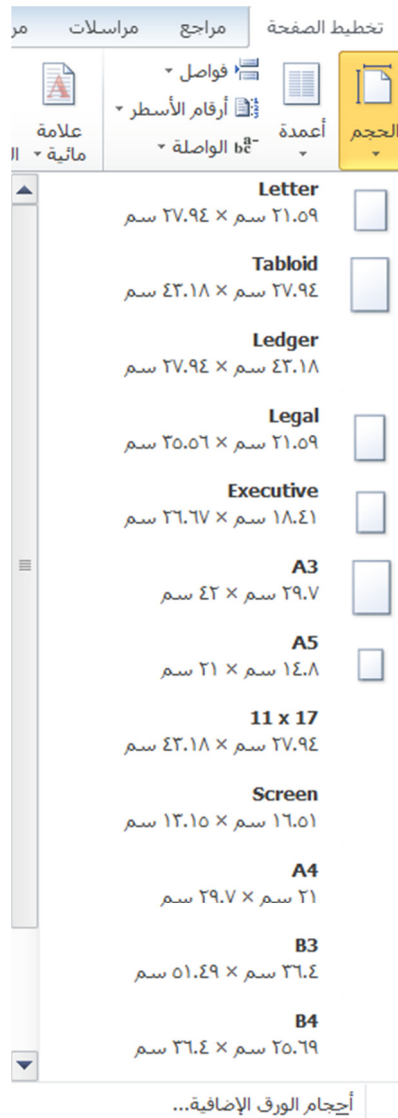 تخطيط الصفحة مراجع مراسلات مر
الحجم
أعمدة
فواصل
أرقام الأسطر
الواصلة
علامة
مائية
Letter
٢١.٥٩ سم × ٢٧.٩٤ سم
Tabloid
٢٧.٩٤ سم × ٤٣.١٨ سم
Ledger
٤٣.١٨ سم × ٢٧.٩٤ سم
Legal
٢١.٥٩ سم × ٣٥.٥٦ سم
Executive
١٨.٤١ سم × ٢٦.٦٧ سم
A3
٢٩.٧ سم × ٤٢ سم
A5
١٤.٨ سم × ٢١ سم
11 x 17
٢٧.٩٤ سم × ٤٣.١٨ سم
Screen
١٦.٥١ سم × ١٣.١٥ سم
A4
٢١ سم × ٢٩.٧ سم
B3
٣٦.٤ سم × ٥١.٤٩ سم
B4
٢٥.٦٩ سم × ٣٦.٤ سم
أحجام الورق الإضافية...